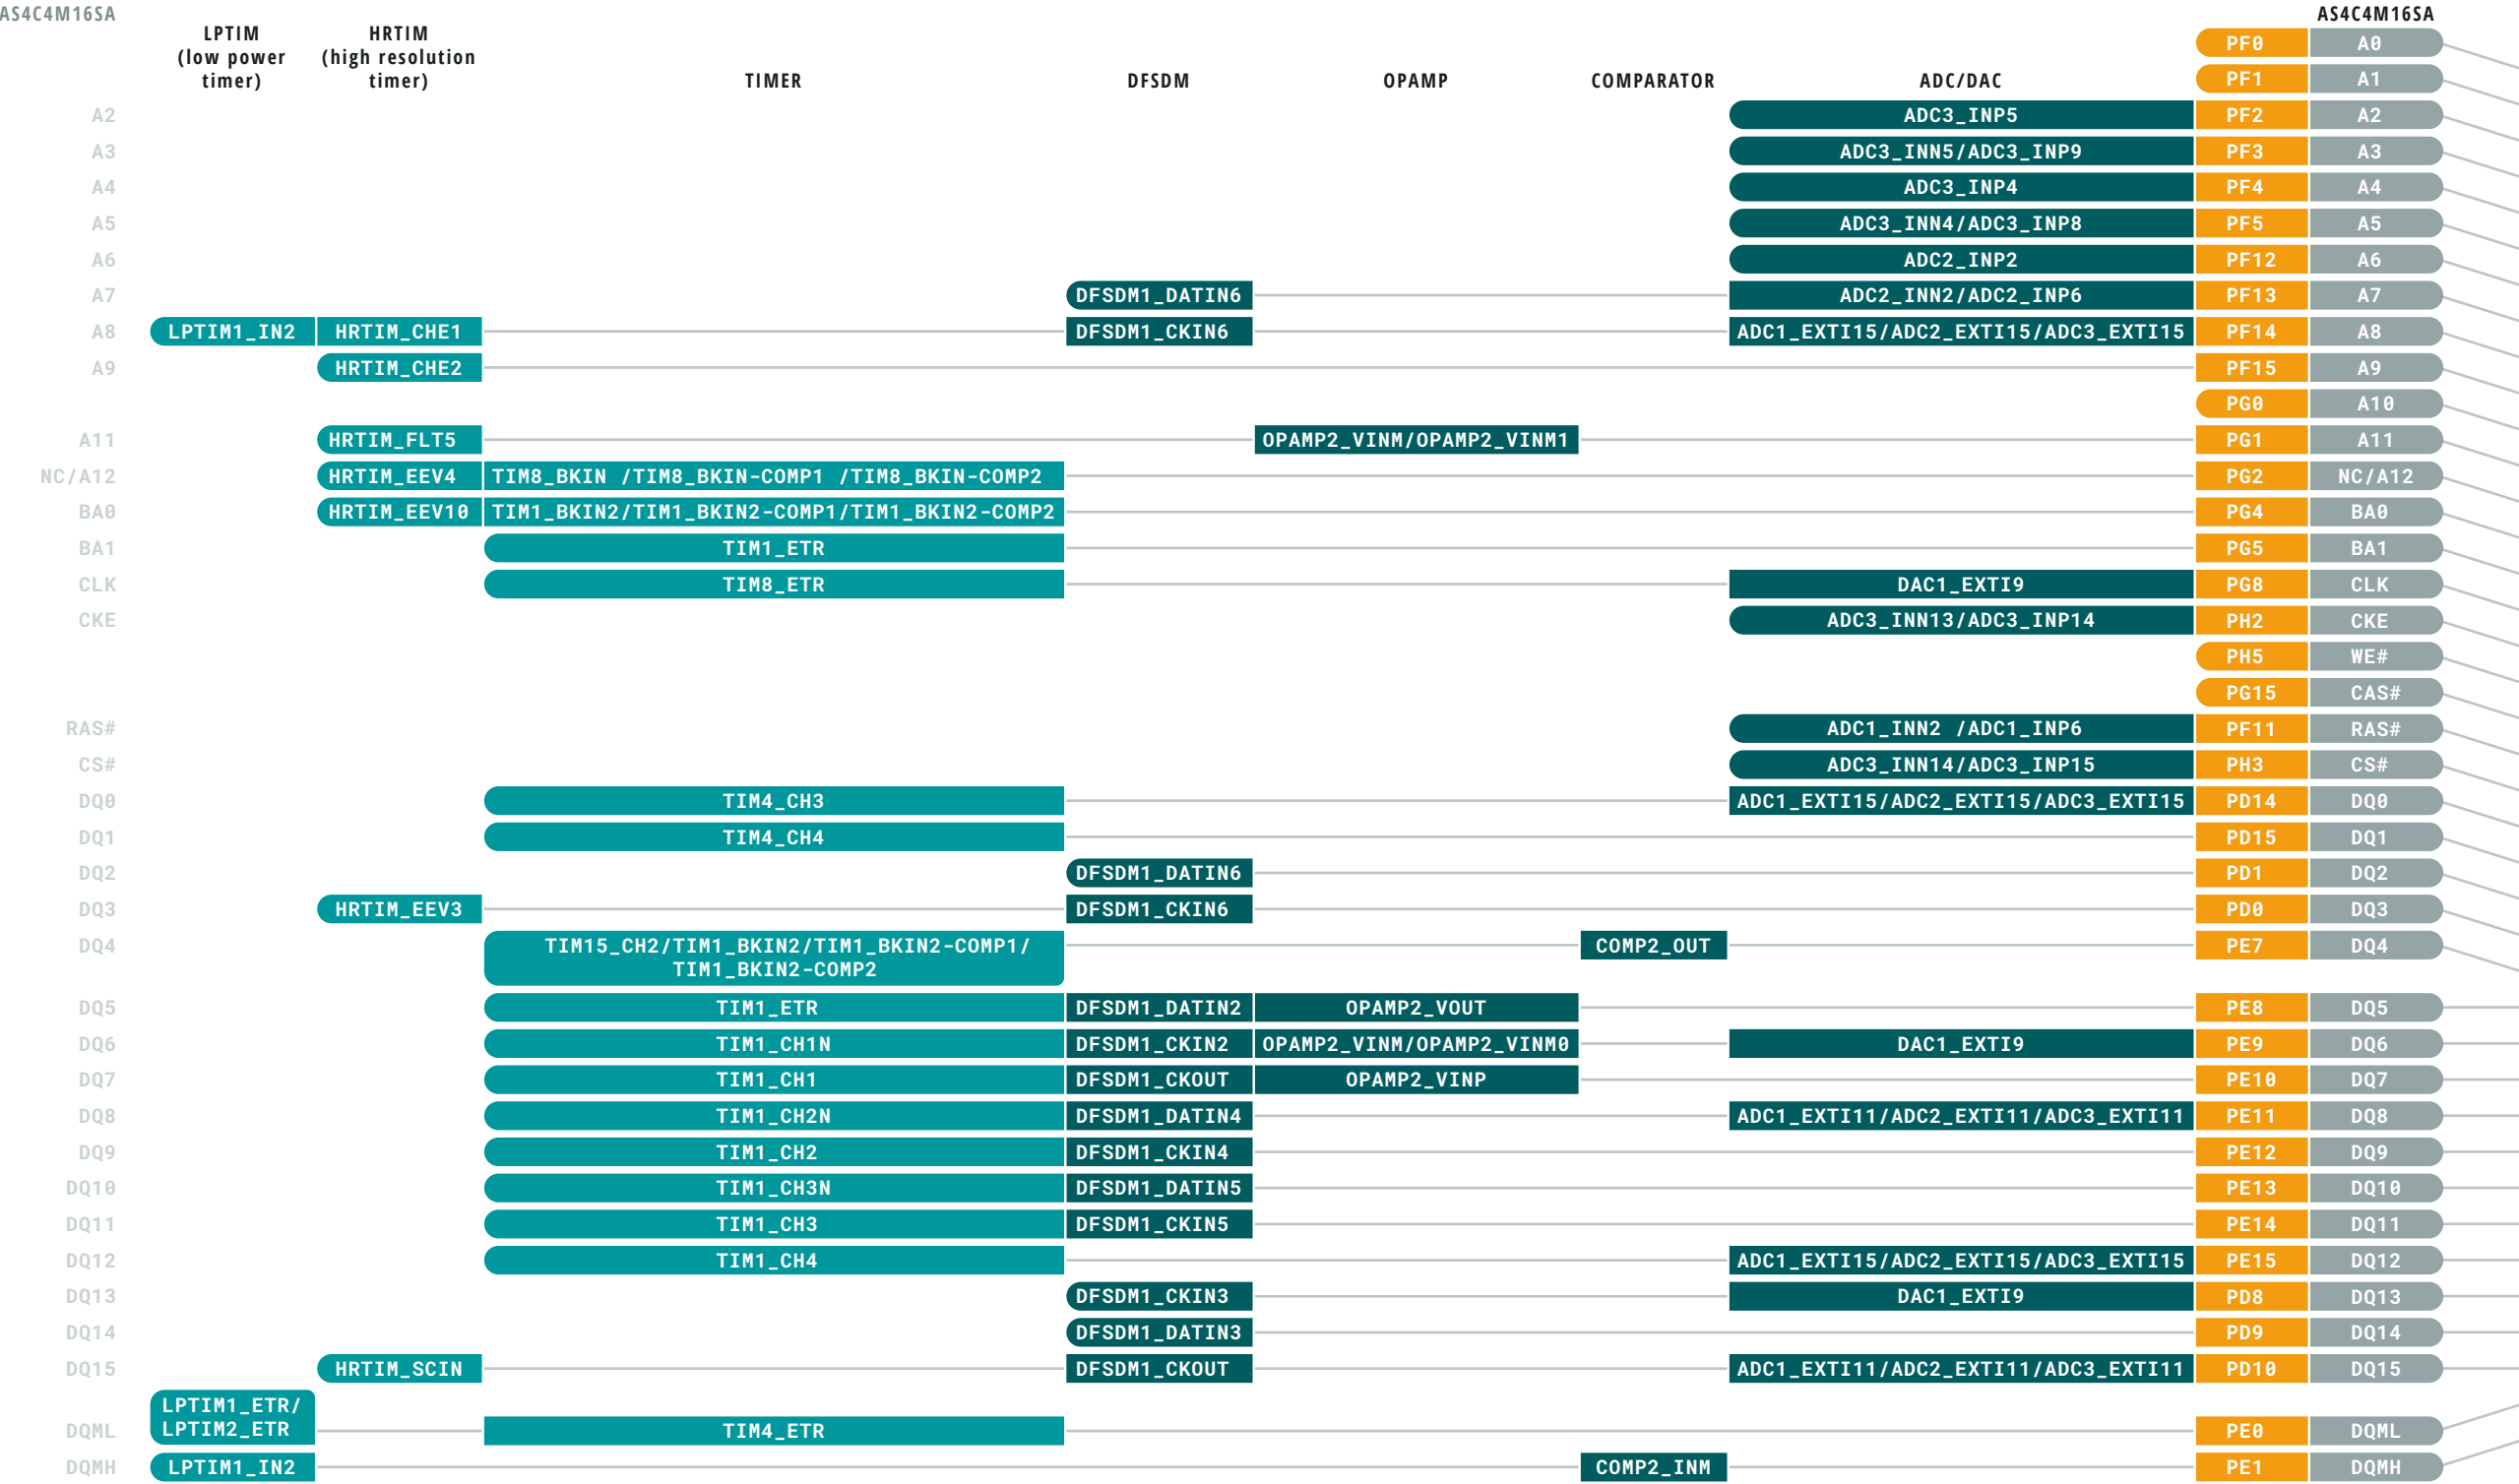 AS4C4M16SA AS4C4M16SA
LPTIM HRTIM
(low power (high resolution
timer) timer) TIMER DFSDM OPAMP COMPARATOR ADC/DAC
PF0 A0
PF1 A1
A2 ADC3_INP5 PF2 A2
A3 ADC3_INN5/ADC3_INP9 PF3 A3
A4 ADC3_INP4 PF4 A4
A5 ADC3_INN4/ADC3_INP8 PF5 A5
A6 ADC2_INP2 PF12 A6
A7 DFSDM1_DATIN6 ADC2_INN2/ADC2_INP6 PF13 A7
A8 LPTIM1_IN2 HRTIM_CHE1 DFSDM1_CKIN6 ADC1_EXTI15/ADC2_EXTI15/ADC3_EXTI15 PF14 A8
A9 HRTIM_CHE2 PF15 A9
PG0 A10
A11 HRTIM_FLT5 OPAMP2_VINM/OPAMP2_VINM1 PG1 A11
NC/A12 HRTIM_EEV4 TIM8_BKIN /TIM8_BKIN-COMP1 /TIM8_BKIN-COMP2 PG2 NC/A12
BA0 HRTIM_EEV10 TIM1_BKIN2/TIM1_BKIN2-COMP1/TIM1_BKIN2-COMP2 PG4 BA0
BA1 TIM1_ETR PG5 BA1
CLK TIM8_ETR DAC1_EXTI9 PG8 CLK
CKE ADC3_INN13/ADC3_INP14 PH2 CKE
PH5 WE#
PG15 CAS#
RAS# ADC1_INN2 /ADC1_INP6 PF11 RAS#
CS# ADC3_INN14/ADC3_INP15 PH3 CS#
DQ0 TIM4_CH3 ADC1_EXTI15/ADC2_EXTI15/ADC3_EXTI15 PD14 DQ0
DQ1 TIM4_CH4 PD15 DQ1
DQ2 DFSDM1_DATIN6 PD1 DQ2
DQ3 HRTIM_EEV3 DFSDM1_CKIN6 PD0 DQ3
DQ4 TIM15_CH2/TIM1_BKIN2/TIM1_BKIN2-COMP1/ COMP2_OUT PE7 DQ4
TIM1_BKIN2-COMP2
DQ5 TIM1_ETR DFSDM1_DATIN2 OPAMP2_VOUT PE8 DQ5
DQ6 TIM1_CH1N DFSDM1_CKIN2 OPAMP2_VINM/OPAMP2_VINM0 DAC1_EXTI9 PE9 DQ6
DQ7 TIM1_CH1 DFSDM1_CKOUT OPAMP2_VINP PE10 DQ7
DQ8 TIM1_CH2N DFSDM1_DATIN4 ADC1_EXTI11/ADC2_EXTI11/ADC3_EXTI11 PE11 DQ8
DQ9 TIM1_CH2 DFSDM1_CKIN4 PE12 DQ9
DQ10 TIM1_CH3N DFSDM1_DATIN5 PE13 DQ10
DQ11 TIM1_CH3 DFSDM1_CKIN5 PE14 DQ11
DQ12 TIM1_CH4 ADC1_EXTI15/ADC2_EXTI15/ADC3_EXTI15 PE15 DQ12
DQ13 DFSDM1_CKIN3 DAC1_EXTI9 PD8 DQ13
DQ14 DFSDM1_DATIN3 PD9 DQ14
DQ15 HRTIM_SCIN DFSDM1_CKOUT ADC1_EXTI11/ADC2_EXTI11/ADC3_EXTI11 PD10 DQ15
LPTIM1_ETR/
DQML LPTIM2_ETR TIM4_ETR PE0 DQML
DQMH LPTIM1_IN2 COMP2_INM PE1 DQMH